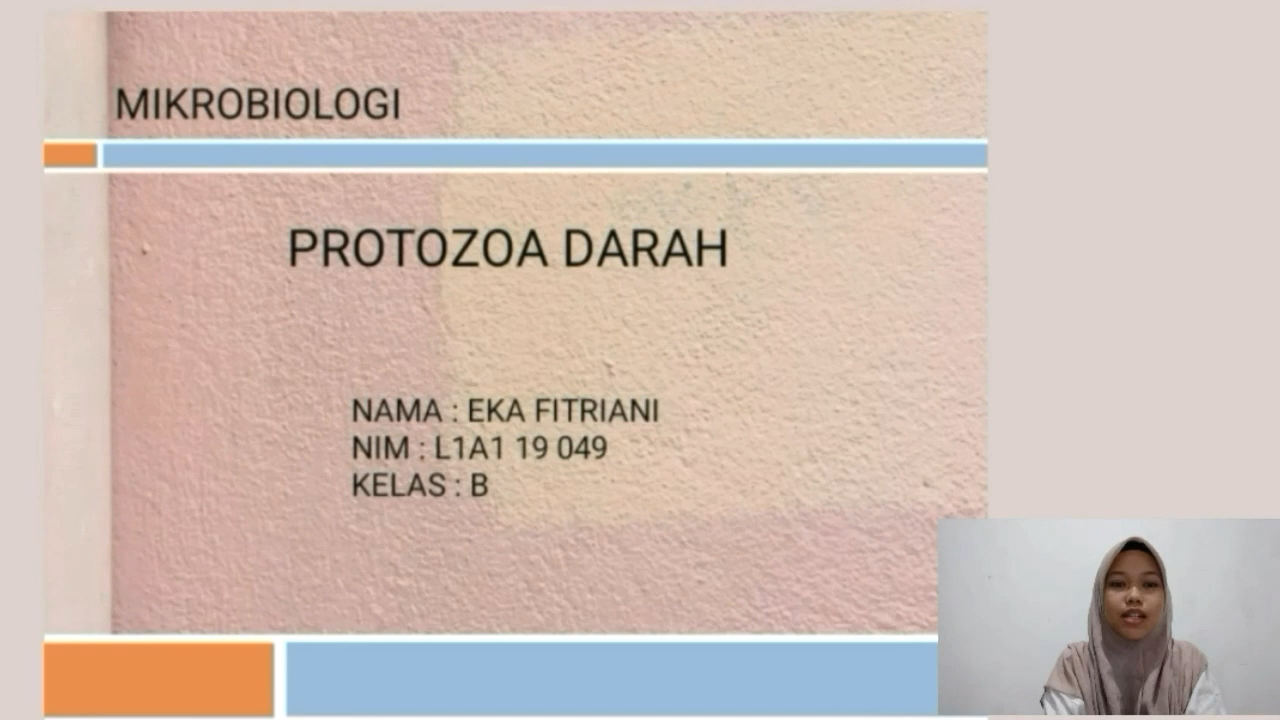 MIKROBIOLOGI
PROTOZOA DARAH
NAMA : EKA FITRIANI
NIM : L1A1 19 049
KELAS : B